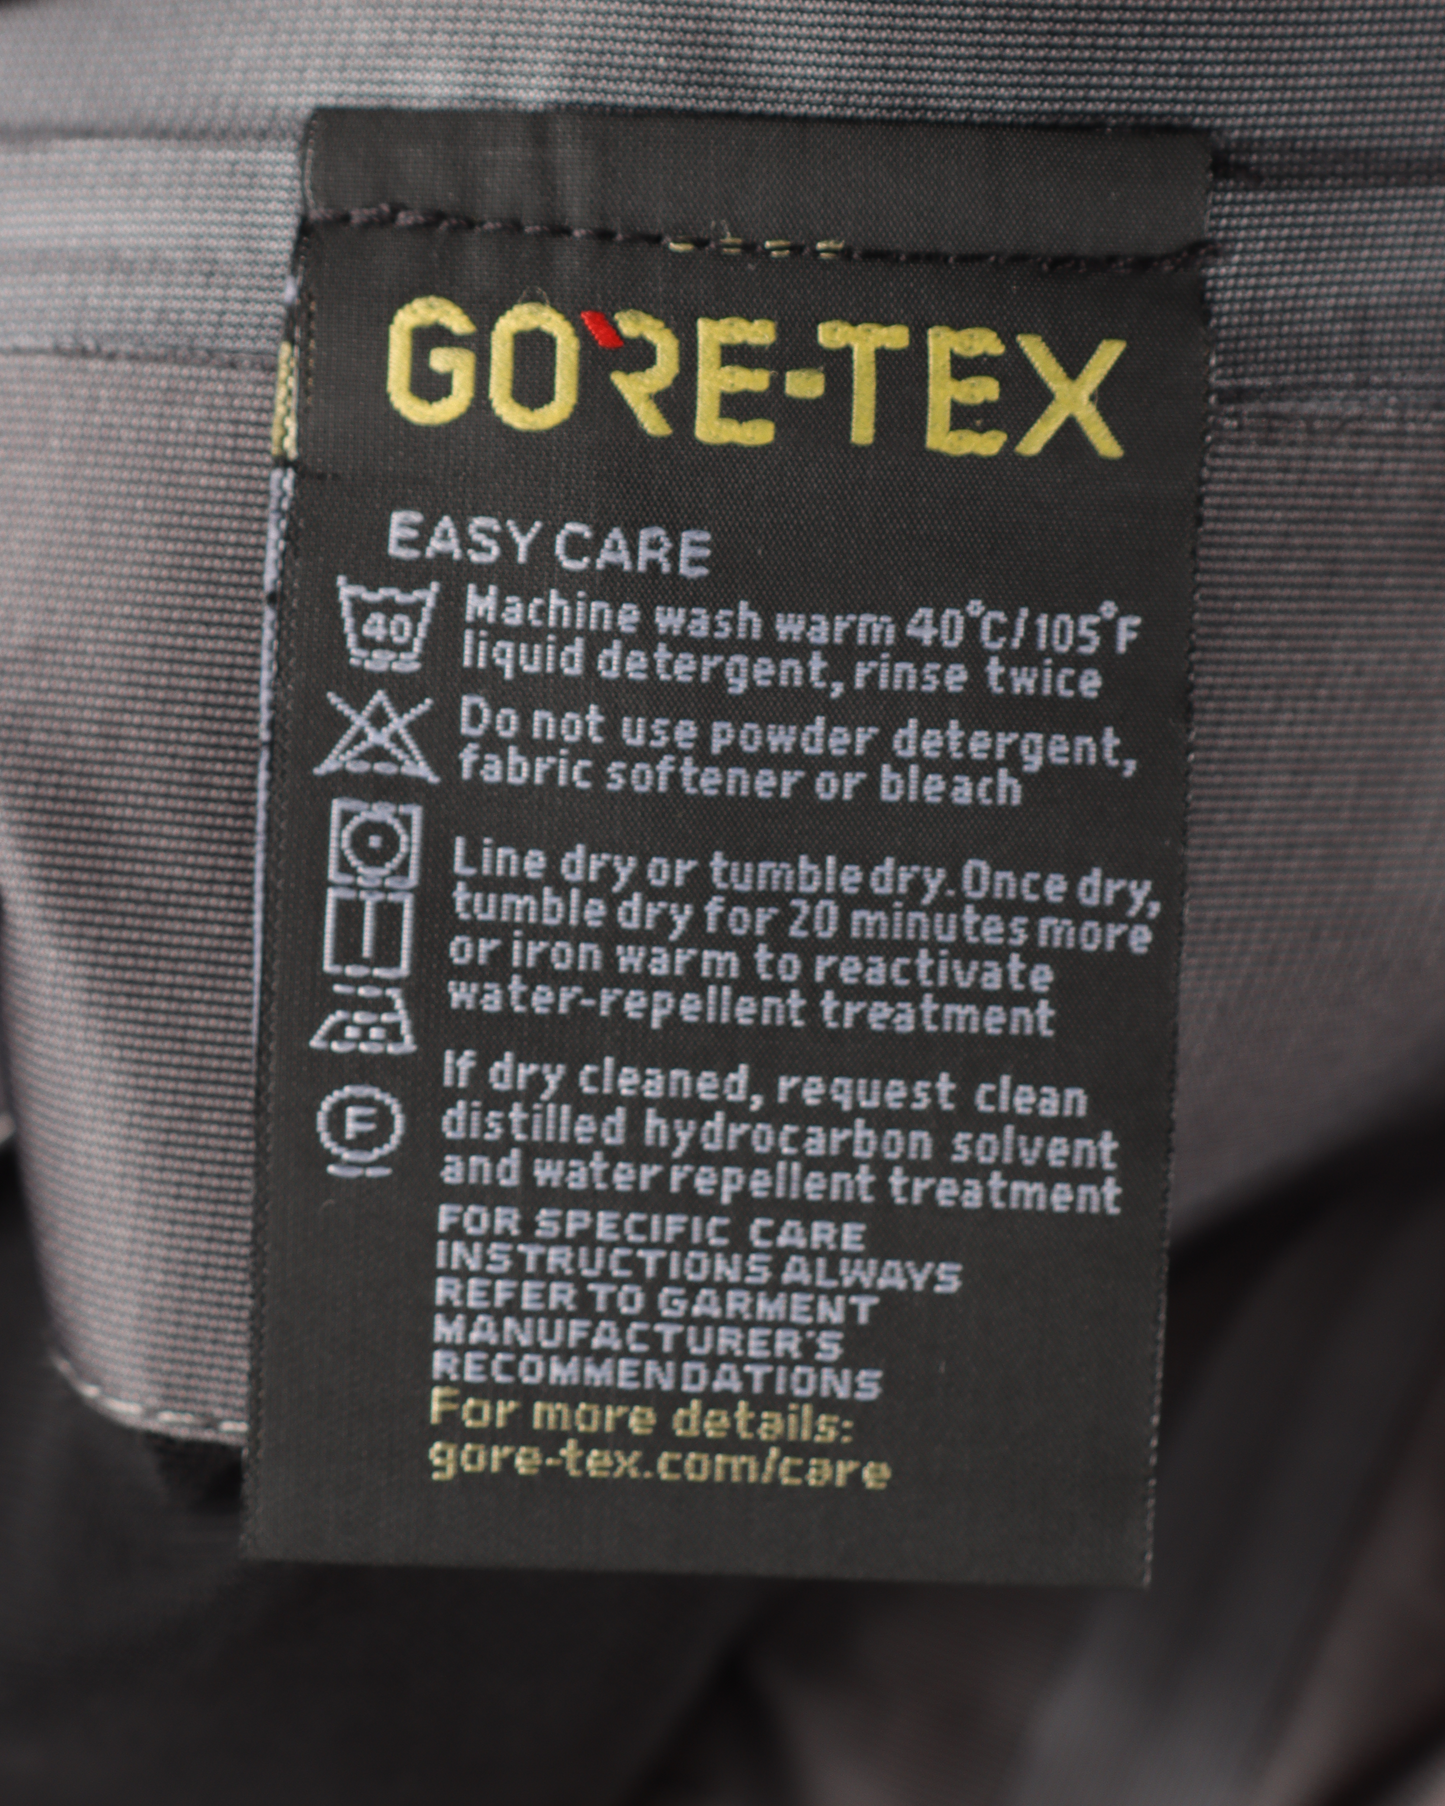 GORE-TEX
EASY CARE
40
Machine wash warm 40°C/105°F
liquid detergent, rinse twice
Do not use powder detergent,
fabric softener or bleach
Line dry or tumble dry. Once dry,
tumble dry for 20 minutes more
or iron warm to reactivate
water-repellent treatment
If dry cleaned, request clean
F
distilled hydrocarbon solvent
and water repellent treatment
FOR SPECIFIC CARE
INSTRUCTIONS ALWAYS
REFER TO GARMENT
MANUFACTURER'S
RECOMMENDATIONS
For more details:
gore-tex.com/care